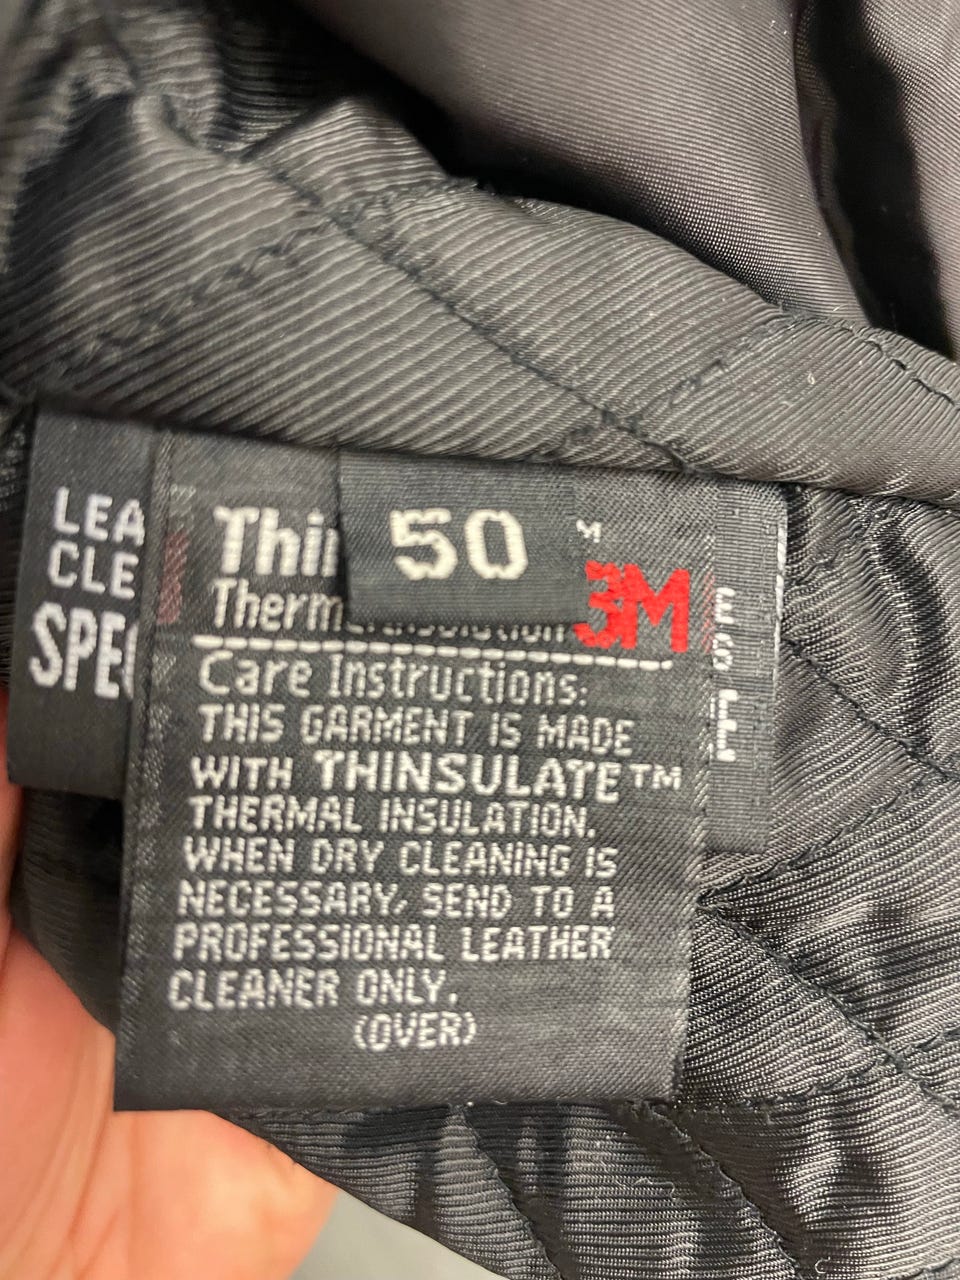 LEA
CLE
SPE
50
Thi
M
Therm
3M
Care Instructions:
THIS GARMENT IS MADE
WITH THINSULATE™
THERMAL INSULATION.
WHEN DRY CLEANING IS
NECESSARY, SEND TO A
PROFESSIONAL LEATHER
CLEANER ONLY.
(OVER)